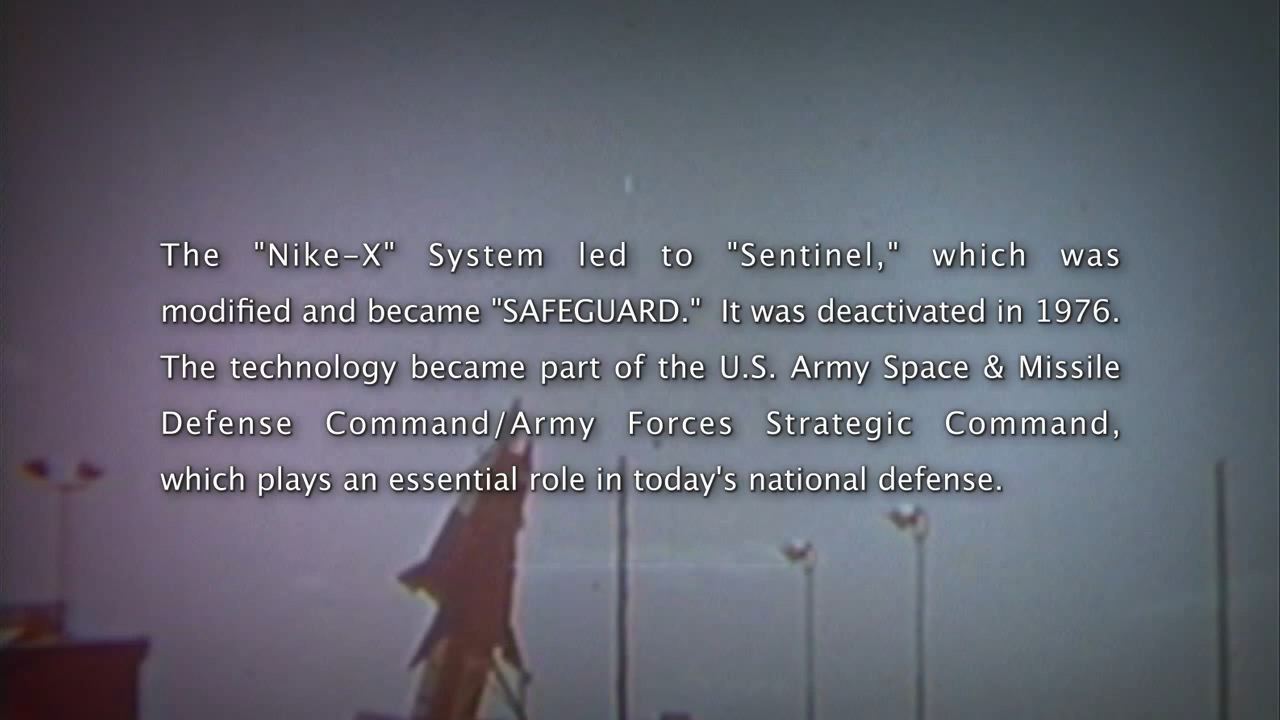 The "Nike-X" System led to "Sentinel," which was
modified and became "SAFEGUARD."  It was deactivated in 1976.
The technology became part of the U.S. Army Space & Missile
Defense Command/Army Forces Strategic Command,
which plays an essential role in today's national defense.